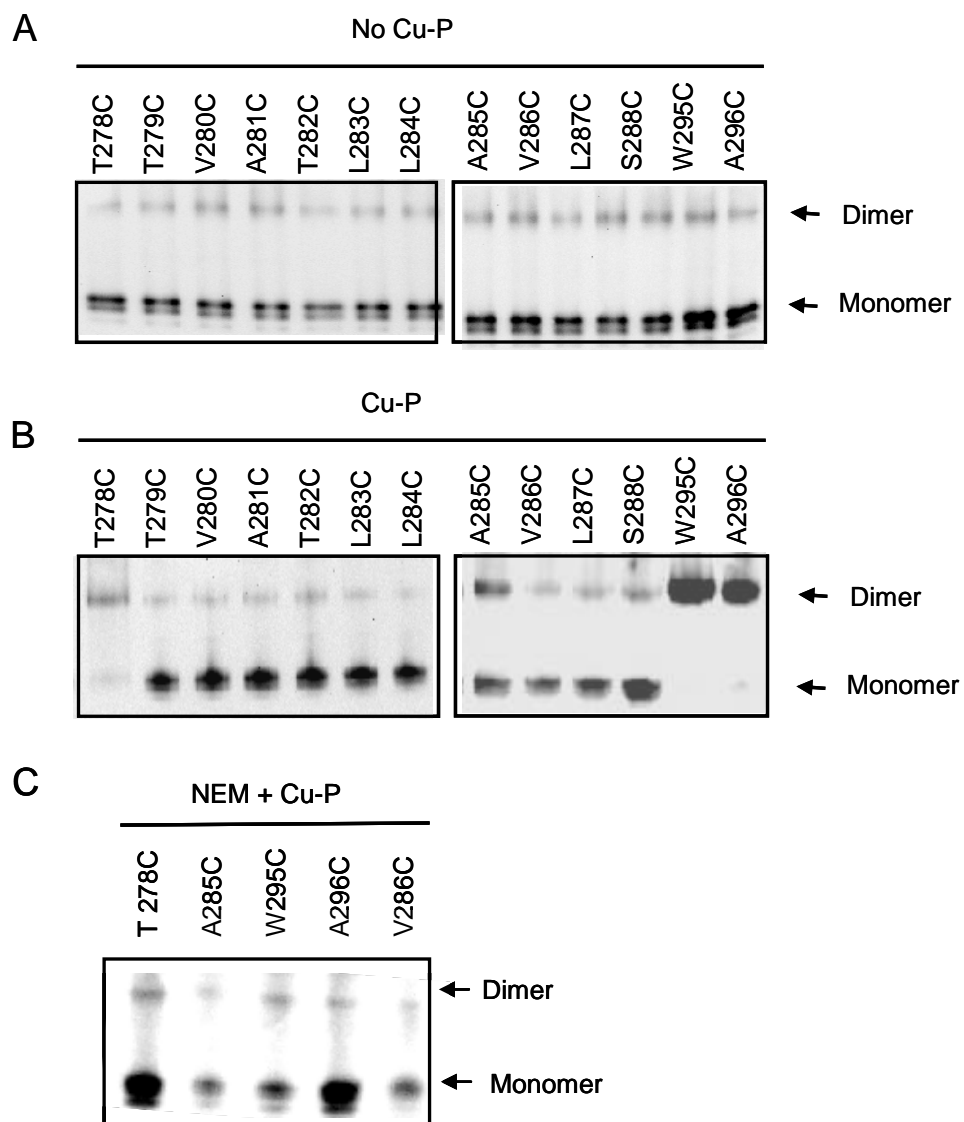 A
No Cu-P
T278C T279C V280C A281C T282C L283C L284C A285C V286C L287C S288C W295C A296C
Dimer
Monomer
Cu-P
B
T278C T279C V280C A281C T282C L283C L284C A285C V286C L287C S288C W295C A296C
Dimer
Monomer
C
NEM + Cu-P
T 278C A285C W295C A296C V286C
Dimer
Monomer